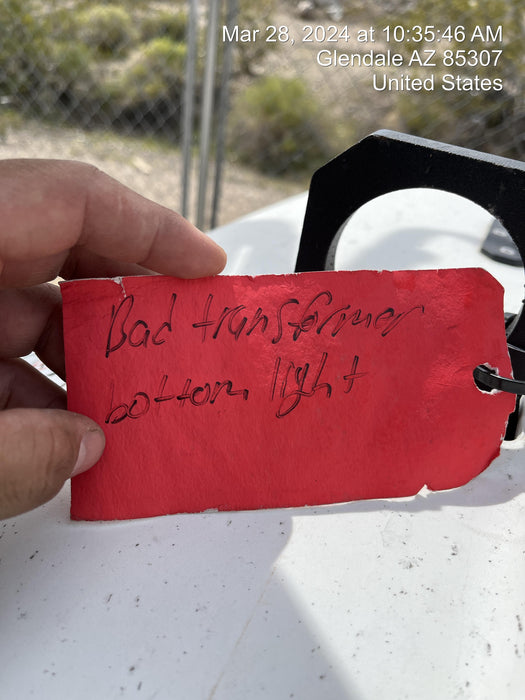 Mar 28, 2024 at 10:35:46 AM
Glendale AZ 85307
United States
Bad transformer
bottom light